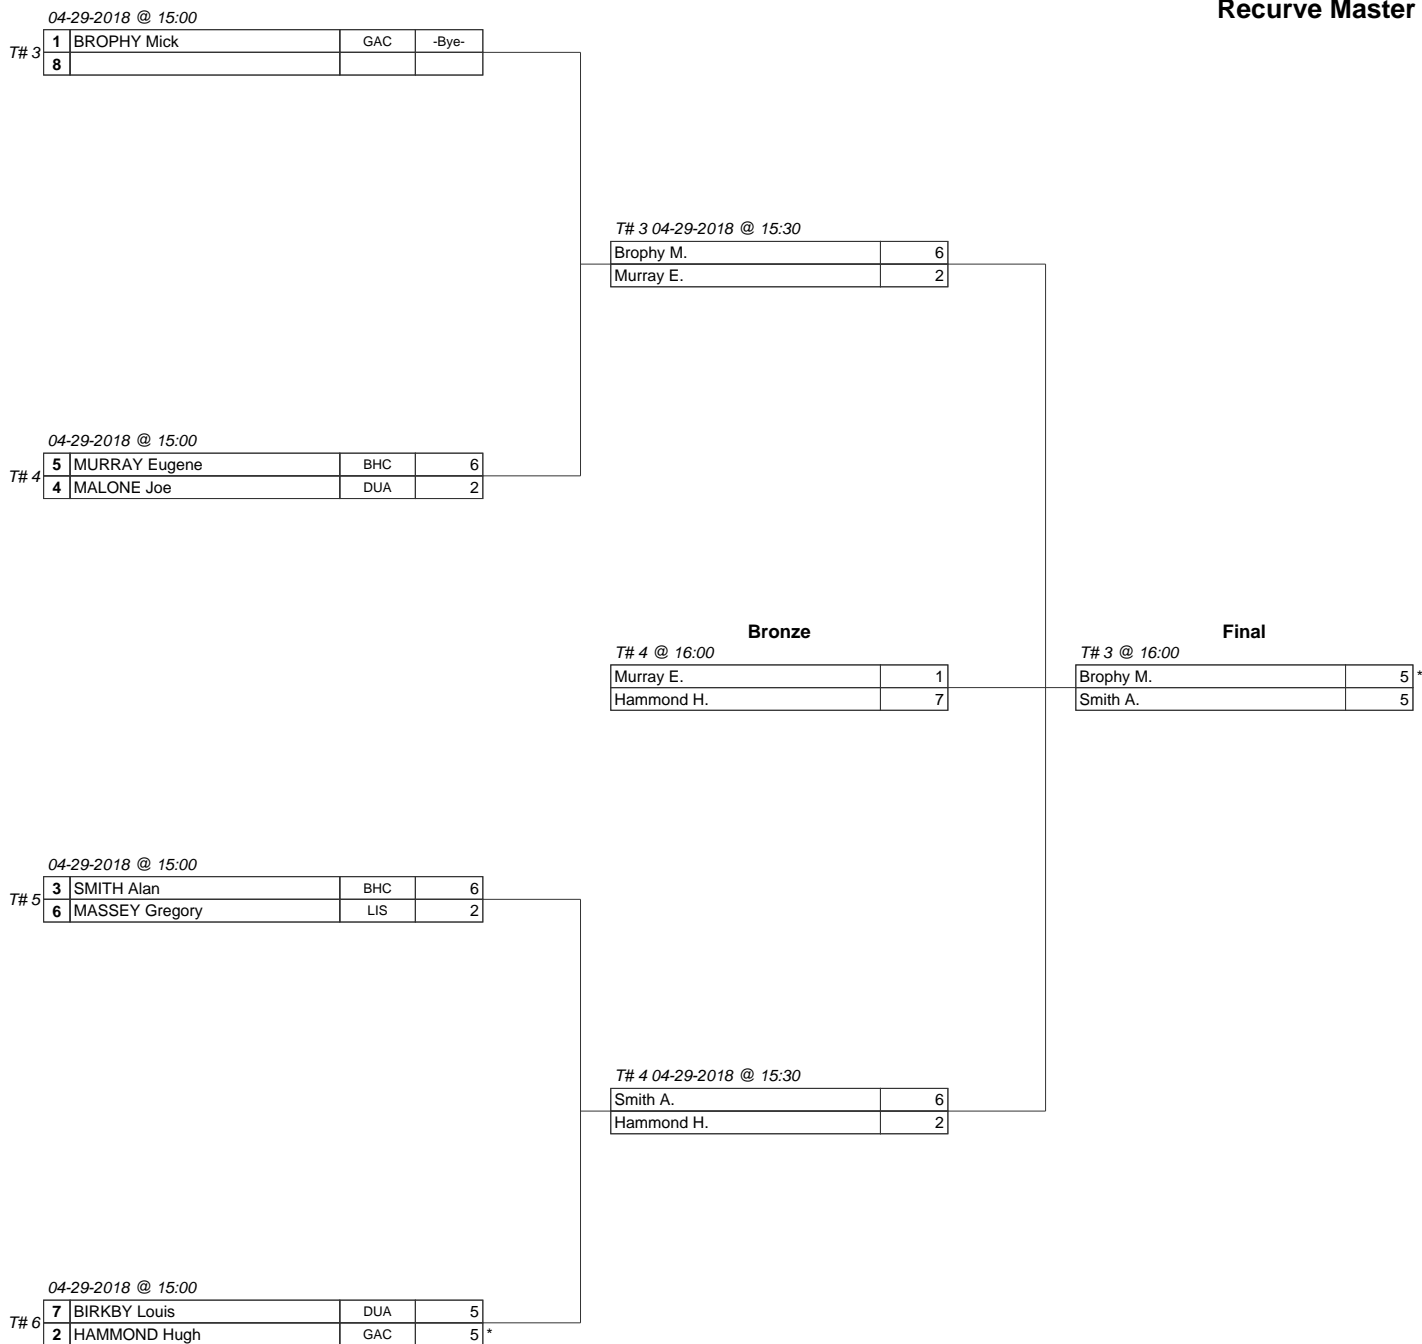 Recurve Master
04-29-2018 @ 15:00
T# 3
1 BROPHY Mick GAC -Bye-
8
T# 3 04-29-2018 @ 15:30
Brophy M. 6
Murray E. 2
04-29-2018 @ 15:00
T# 4
5 MURRAY Eugene BHC 6
4 MALONE Joe DUA 2
Bronze
T# 4 @ 16:00
Murray E. 1
Hammond H. 7
Final
T# 3 @ 16:00
Brophy M. 5 *
Smith A. 5
04-29-2018 @ 15:00
T# 5
3 SMITH Alan BHC 6
6 MASSEY Gregory LIS 2
T# 4 04-29-2018 @ 15:30
Smith A. 6
Hammond H. 2
04-29-2018 @ 15:00
T# 6
7 BIRKBY Louis DUA 5
2 HAMMOND Hugh GAC 5 *